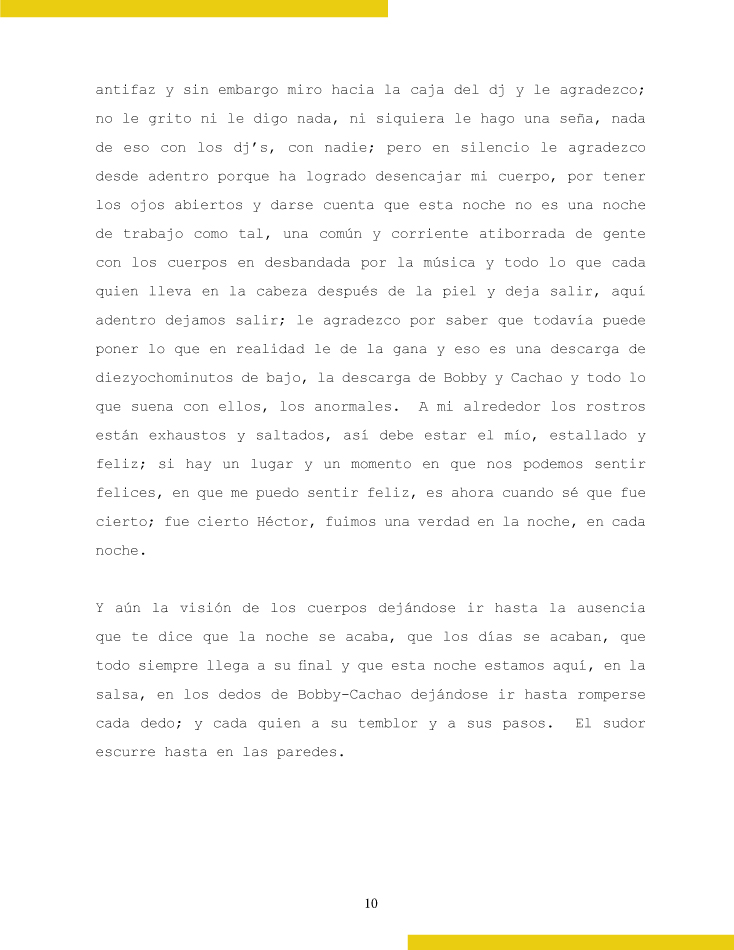 antifaz y sin embargo miro hacia la caja del dj y le agradezco;
no le grito ni le digo nada, ni siquiera le hago una seña, nada
de eso con los dj's, con nadie; pero en silencio le agradezco
desde adentro porque ha logrado desencajar mi cuerpo, por tener
los ojos abiertos y darse cuenta que esta noche no es una noche
de trabajo como tal, una común y corriente atiborrada de gente
con los cuerpos en desbandada por la música y todo lo que cada
quien lleva en la cabeza después de la piel y deja salir, aquí
adentro dejamos salir; le agradezco por saber que todavía puede
poner lo que en realidad le de la gana y eso es una descarga de
diezyochominutos de bajo, la descarga de Bobby y Cachao y todo lo
que suena con ellos, los anormales.  A mi alrededor los rostros
están exhaustos y saltados, así debe estar el mío, estallado y
feliz; si hay un lugar y un momento en que nos podemos sentir
felices, en que me puedo sentir feliz, es ahora cuando sé que fue
cierto; fue cierto Héctor, fuimos una verdad en la noche, en cada
noche.
Y aún la visión de los cuerpos dejándose ir hasta la ausencia
que te dice que la noche se acaba, que los días se acaban, que
todo siempre llega a su final y que esta noche estamos aquí, en la
salsa, en los dedos de Bobby-Cachao dejándose ir hasta romperse
cada dedo; y cada quien a su temblor y a sus pasos.  El sudor
escurre hasta en las paredes.
10